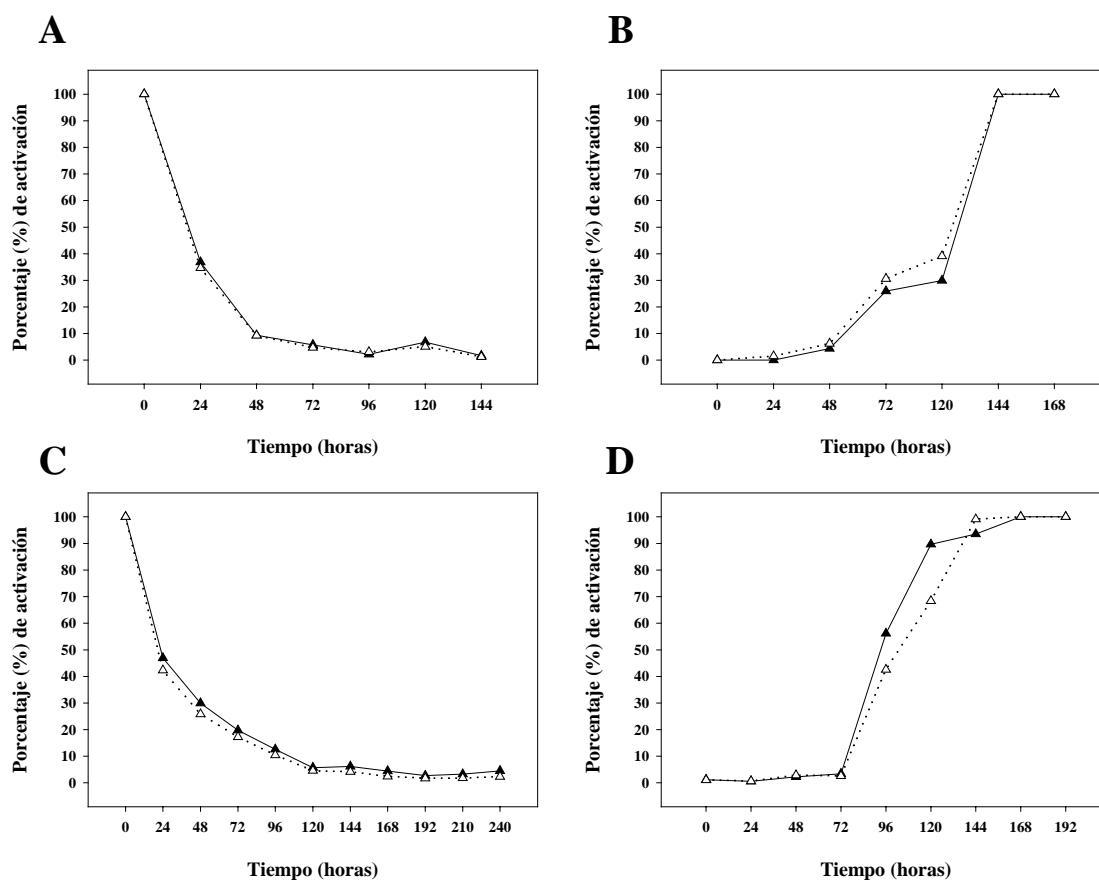 A
B
Porcentaje (%) de activación
100
90
80
70
60
50
40
30
20
10
0
0 24 48 72 96 120 144
Tiempo (horas)
Porcentaje (%) de activación
100
90
80
70
60
50
40
30
20
10
0
0 24 48 72 120 144 168
Tiempo (horas)
C
D
Porcentaje (%) de activación
100
90
80
70
60
50
40
30
20
10
0
0 24 48 72 96 120 144 168 192 210 240
Tiempo (horas)
Porcentaje (%) de activación
100
90
80
70
60
50
40
30
20
10
0
0 24 48 72 96 120 144 168 192
Tiempo (horas)